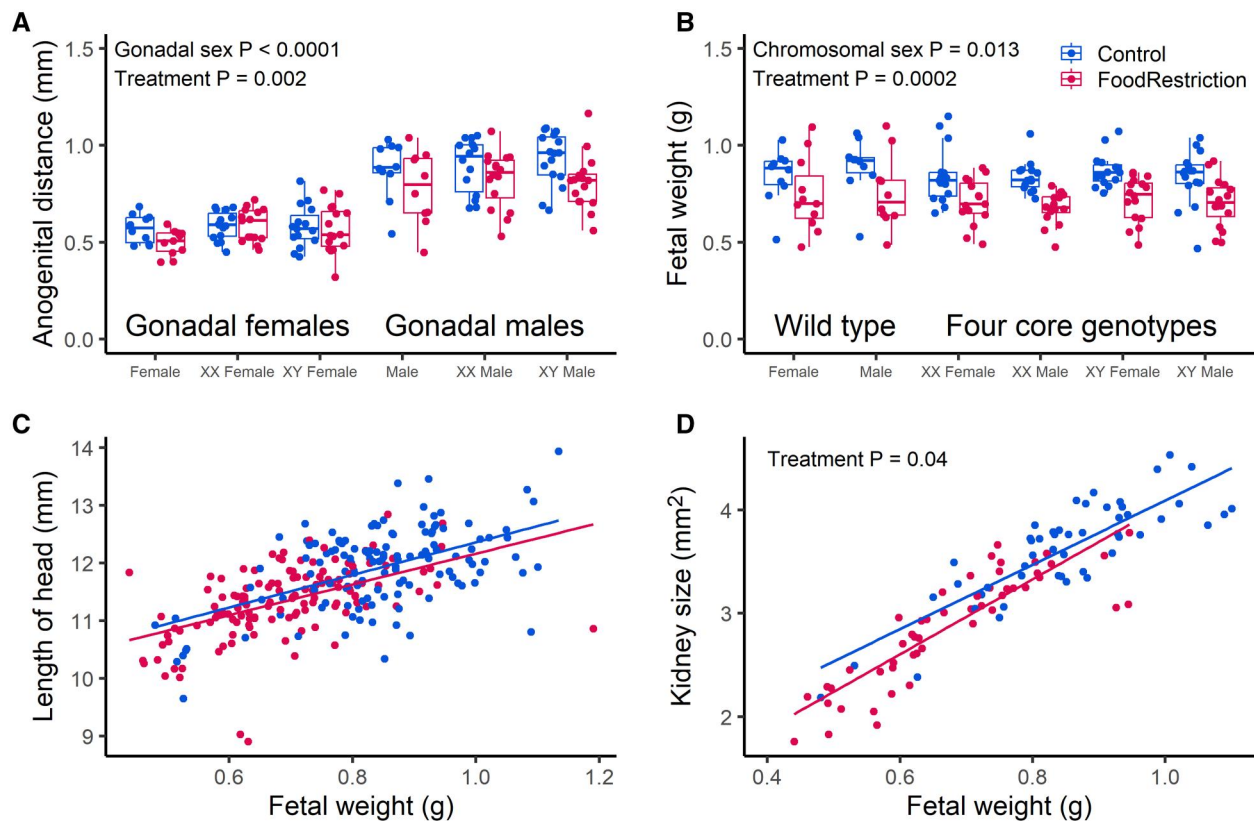 A
Anogenital distance (mm)
1.5
1.0
0.5
0.0
Gonadal sex P < 0.0001
Treatment P = 0.002
Gonadal females
Gonadal males
Female
XX Female
XY Female
Male
XX Male
XY Male
B
Fetal weight (g)
1.5
1.0
0.5
0.0
Chromosomal sex P = 0.013
Treatment P = 0.0002
Control
FoodRestriction
Wild type
Four core genotypes
Female
Male
XX Female
XX Male
XY Female
XY Male
C
Length of head (mm)
14
13
12
11
10
9
0.6
0.8
1.0
1.2
Fetal weight (g)
D
Kidney size (mm²)
4
3
2
Treatment P = 0.04
0.4
0.6
0.8
1.0
Fetal weight (g)